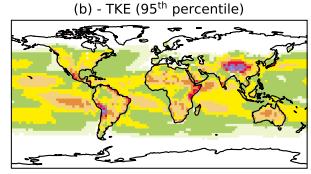 (b) - TKE (95th percentile)